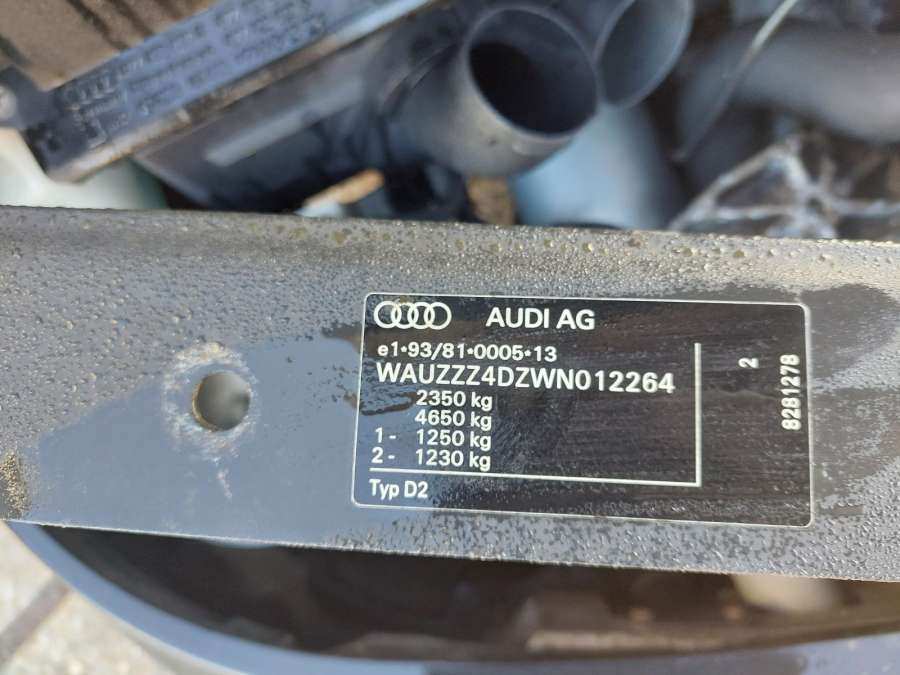 AUDI AG
e1•93/81•0005•13
WAUZZZ4DZWN012264
2350 kg
4650 kg
1- 1250 kg
2- 1230 kg
Typ D2
2
8281278